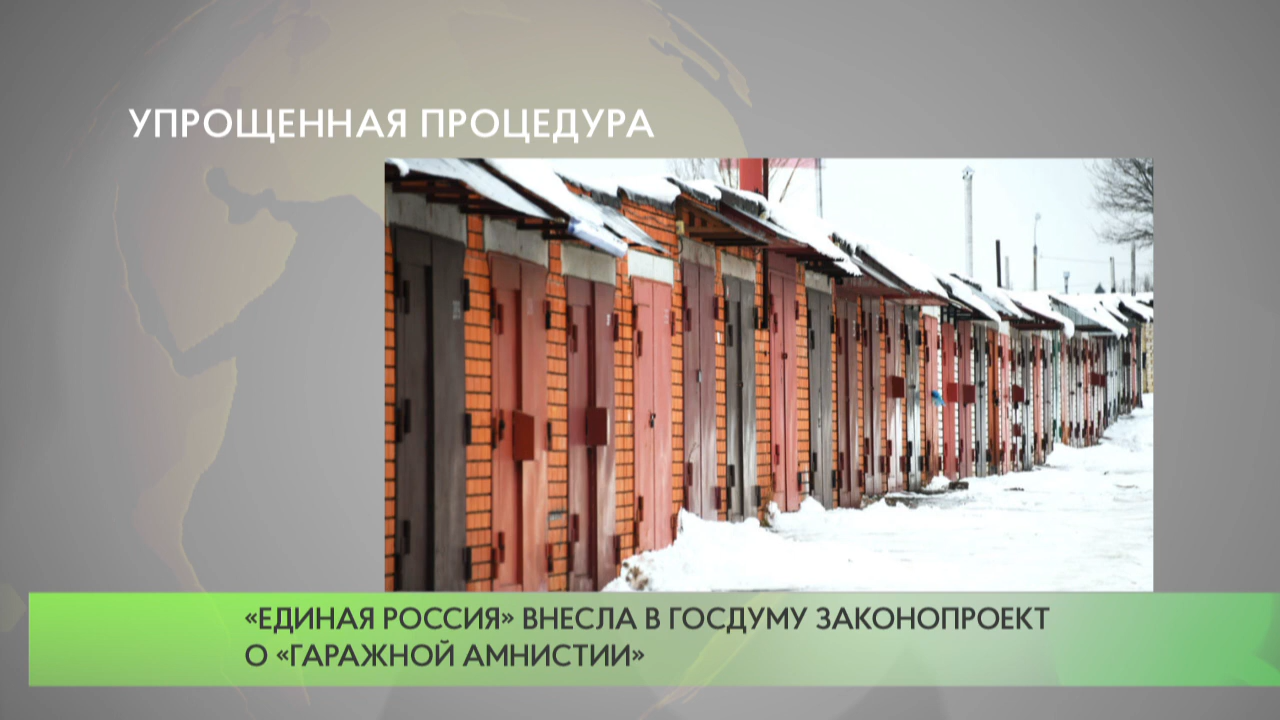 УПРОЩЕННАЯ ПРОЦЕДУРА
«ЕДИНАЯ РОССИЯ» ВНЕСЛА В ГОСДУМУ ЗАКОНОПРОЕКТ
О «ГАРАЖНОЙ АМНИСТИИ»